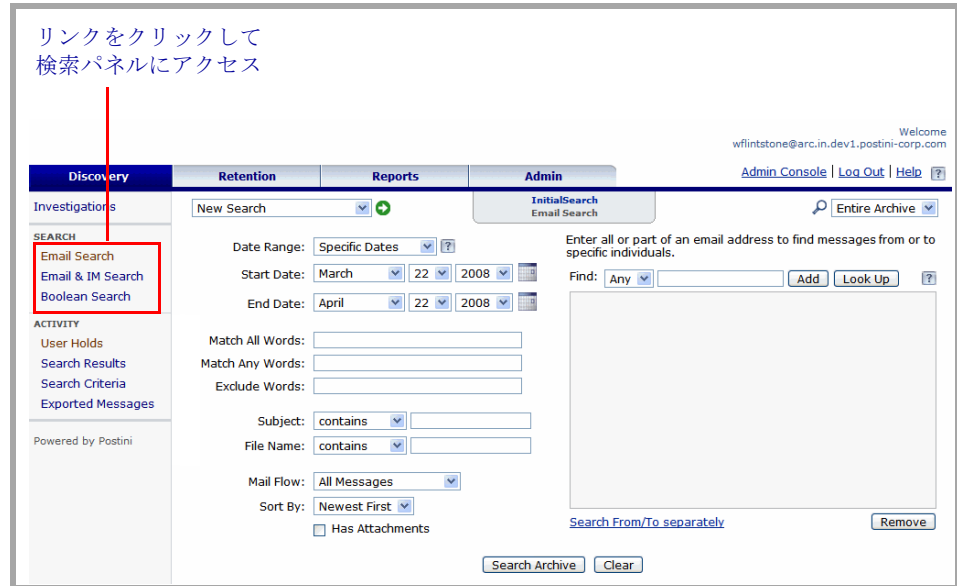 リンクをクリックして
検索パネルにアクセス
Welcome
wflintstone@arc.in.dev1.postini-corp.com
Discovery
Retention
Reports
Admin
Admin Console | Log Out | Help ?
Investigations
New Search
InitialSearch
Email Search
Entire Archive
SEARCH
Email Search
Email & IM Search
Boolean Search
ACTIVITY
User Holds
Search Results
Search Criteria
Exported Messages
Powered by Postini
Date Range: Specific Dates ?
Start Date: March 22 2008
End Date: April 22 2008
Match All Words:
Match Any Words:
Exclude Words:
Subject: contains
File Name: contains
Mail Flow: All Messages
Sort By: Newest First
Has Attachments
Enter all or part of an email address to find messages from or to
specific individuals.
Find: Any Add Look Up ?
Search From/To separately
Remove
Search Archive Clear